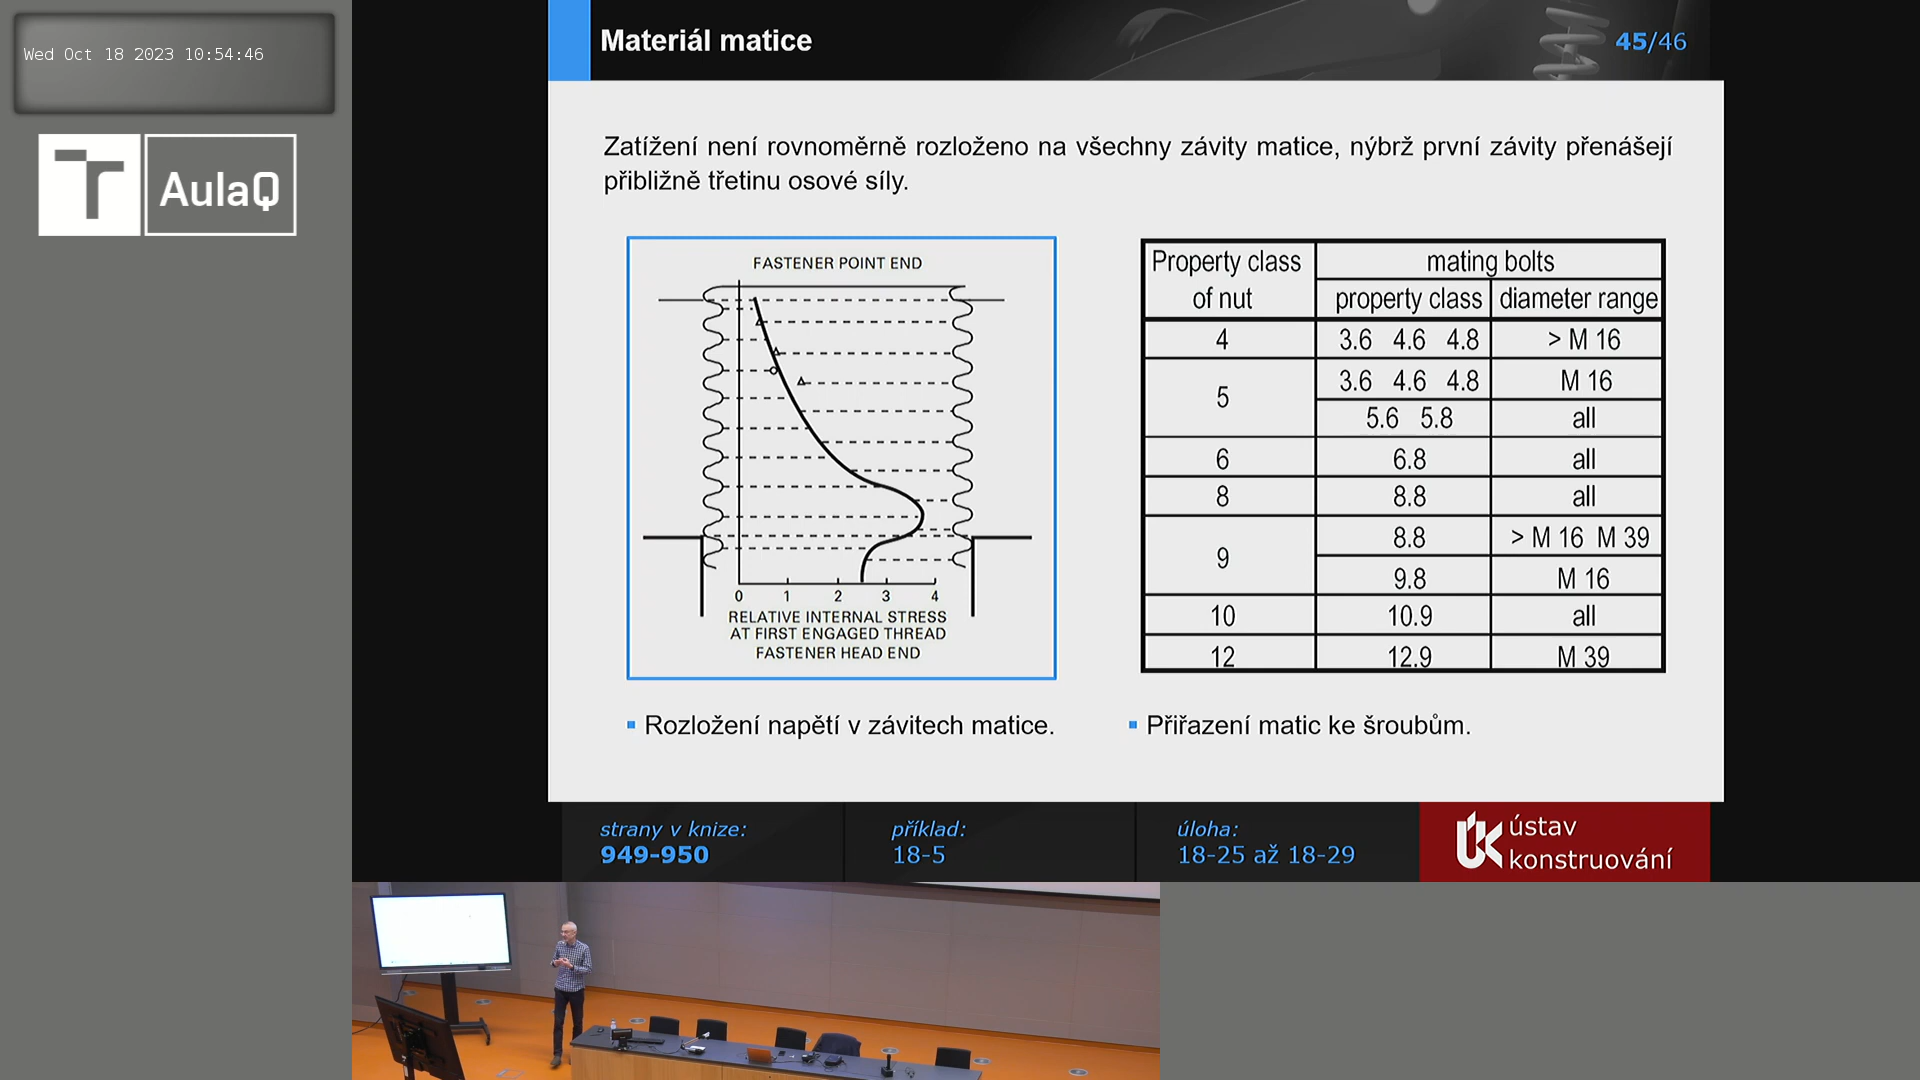 Wed Oct 18 2023 10:54:46
AulaQ
Materiál matice
45/46
Zatížení není rovnoměrně rozloženo na všechny závity matice, nýbrž první závity přenášejí
přibližně třetinu osové síly.
FASTENER POINT END
0 1 2 3 4
RELATIVE INTERNAL STRESS
AT FIRST ENGAGED THREAD
FASTENER HEAD END
Property class of nut
mating bolts
property class diameter range
4 3.6 4.6 4.8 > M 16
5 3.6 4.6 4.8 M 16
5.6 5.8 all
6 6.8 all
8 8.8 all
9 8.8 > M 16 M 39
9.8 M 16
10 10.9 all
12 12.9 M 39
Rozložení napětí v závitech matice.
Přiřazení matic ke šroubům.
strany v knize:
949-950
příklad:
18-5
úloha:
18-25 až 18-29
ÚK
ústav
konstruování